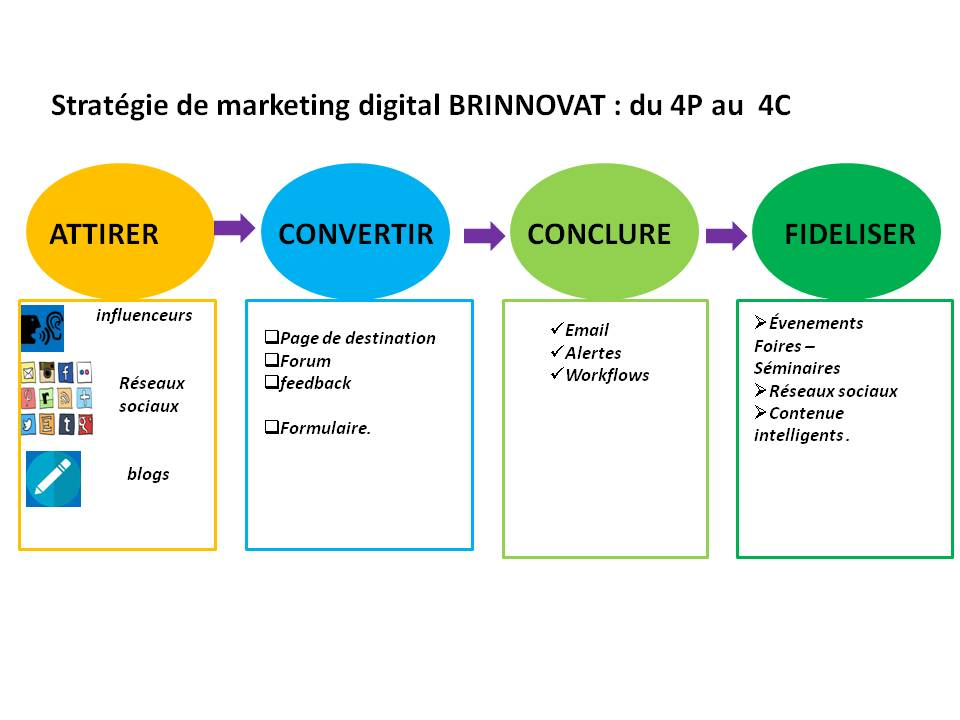 Stratégie de marketing digital BRINNOVAT : du 4P au 4C
ATTIRER
CONVERTIR
CONCLURE
FIDELISER
influenceurs
Réseaux
sociaux
blogs
Page de destination
Forum
feedback
Formulaire.
Email
Alertes
Workflows
Évenements
Foires –
Séminaires
Réseaux sociaux
Contenue
intelligents .